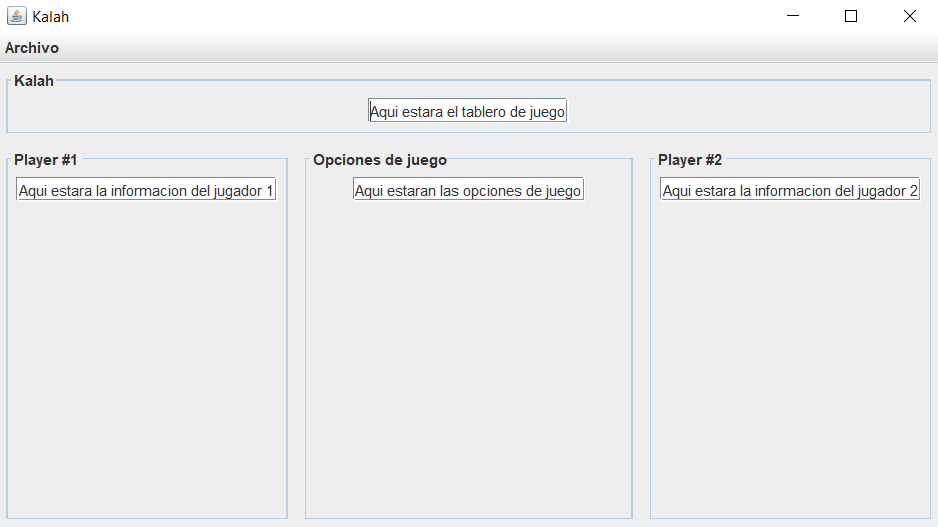 Kalah
Archivo
Kalah
Aqui estara el tablero de juego
Player #1
Aqui estara la informacion del jugador 1
Opciones de juego
Aqui estaran las opciones de juego
Player #2
Aqui estara la informacion del jugador 2